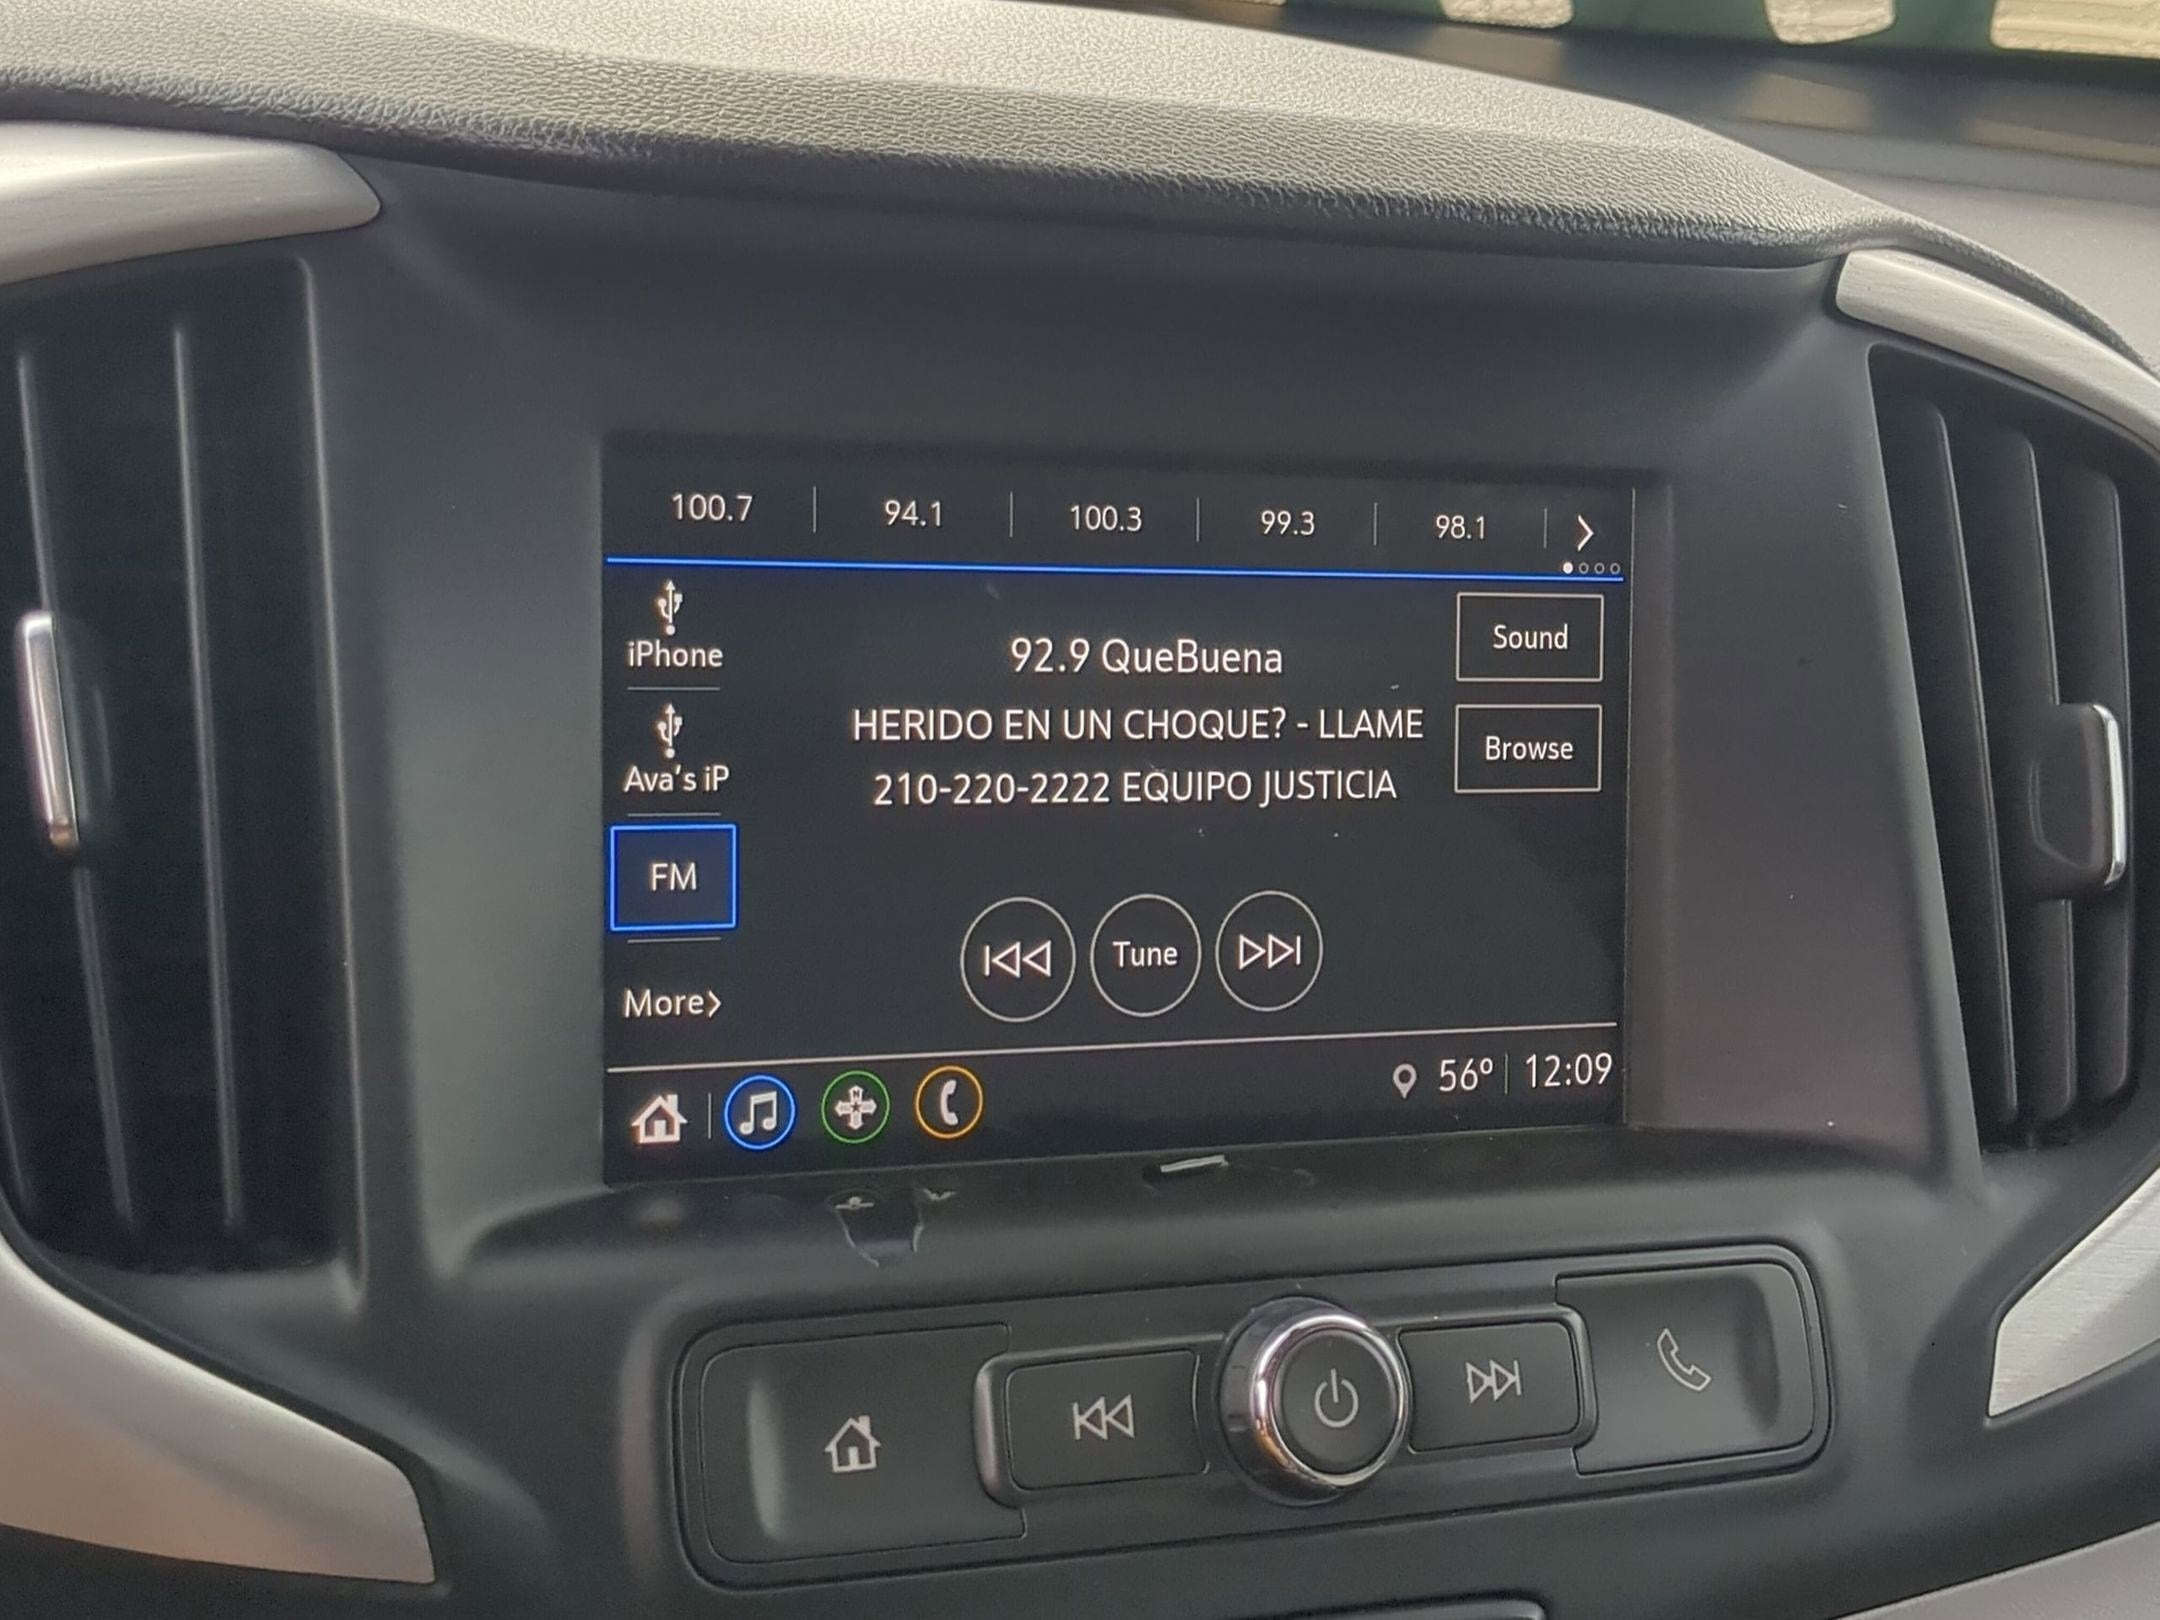 100.7 94.1 100.3 99.3 98.1
iPhone
Ava's iP
FM
More
92.9 QueBuena
HERIDO EN UN CHOQUE? - LLAME
210-220-2222 EQUIPO JUSTICIA
Tune
Sound
Browse
56° 12:09